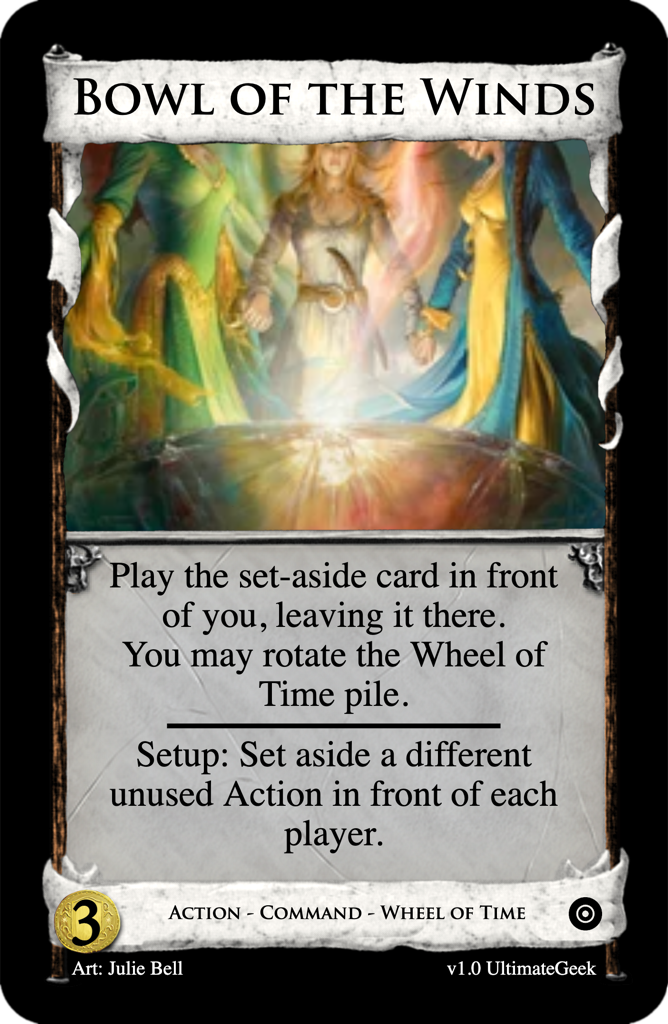 Bowl of the Winds
Play the set-aside card in front
of you, leaving it there.
You may rotate the Wheel of
Time pile.
Setup: Set aside a different
unused Action in front of each
player.
3
Action - Command - Wheel of Time
Art: Julie Bell
v1.0 UltimateGeek